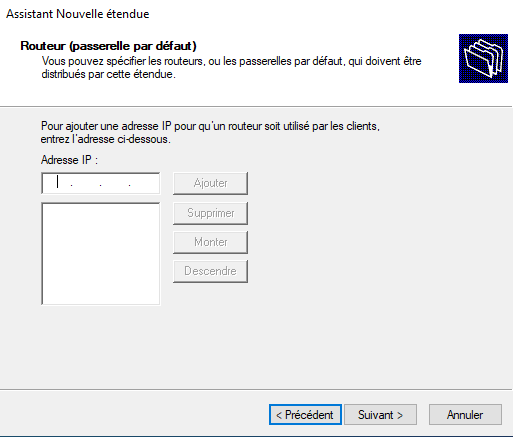 Assistant Nouvelle étendue
Routeur (passerelle par défaut)
Vous pouvez spécifier les routeurs, ou les passerelles par défaut, qui doivent être
distribués par cette étendue.
Pour ajouter une adresse IP pour qu'un routeur soit utilisé par les clients,
entrez l'adresse ci-dessous.
Adresse IP :
. . .
Ajouter
Supprimer
Monter
Descendre
< Précédent
Suivant >
Annuler